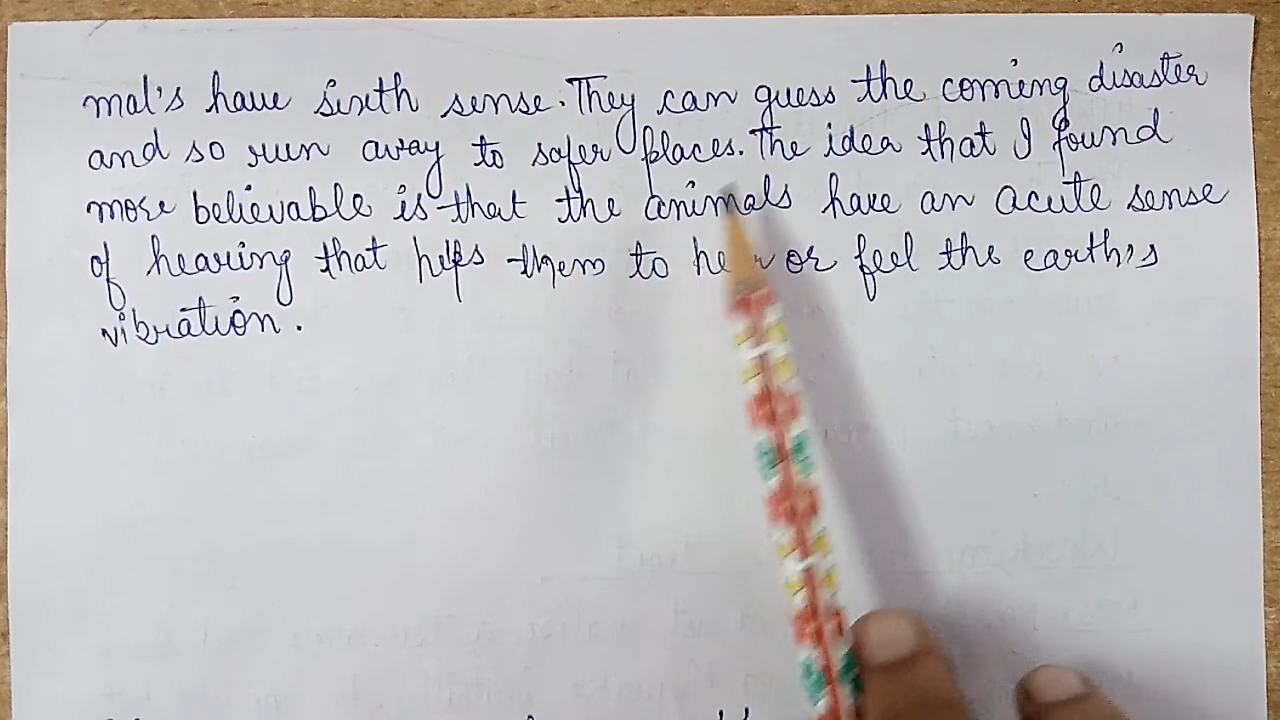 mal's have sixth sense. They can guess the coming disaster
and so run away to safer places. The idea that I found
more believable is that the animals have an acute sense
of hearing that helps them to hear or feel the earth's
vibration.